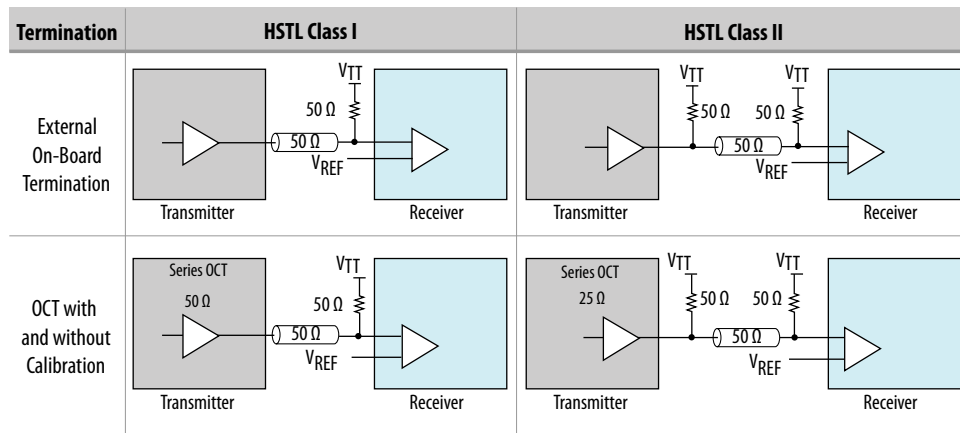 Termination
HSTL Class I
HSTL Class II
External
On-Board
Termination
VTT
50 Ω
50 Ω
VREF
Transmitter
Receiver
VTT
VTT
50 Ω
50 Ω
50 Ω
VREF
Transmitter
Receiver
OCT with
and without
Calibration
Series OCT
50 Ω
VTT
50 Ω
50 Ω
VREF
Transmitter
Receiver
Series OCT
25 Ω
VTT
VTT
50 Ω
50 Ω
50 Ω
VREF
Transmitter
Receiver